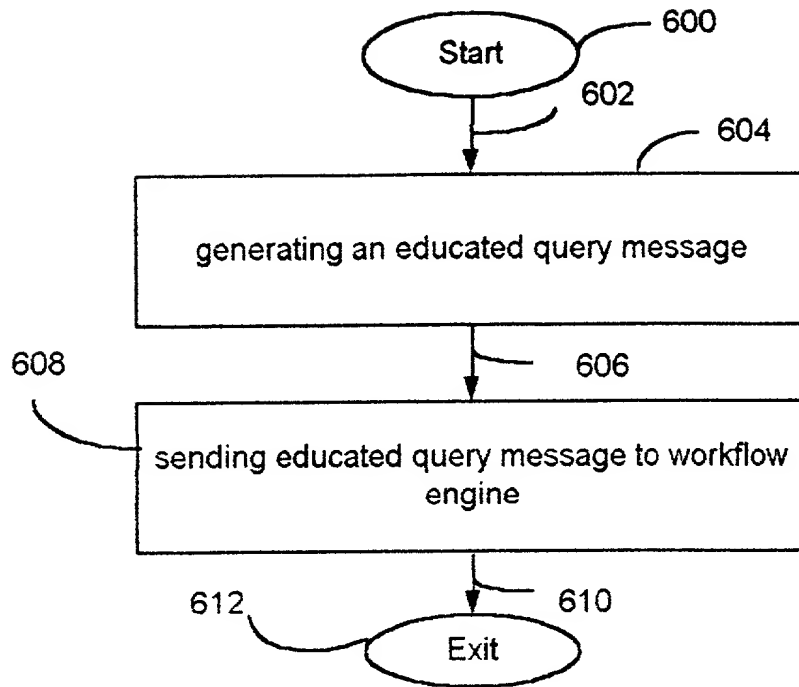 Start
600
602
604
generating an educated query message
606
608
sending educated query message to workflow
engine
610
612
Exit